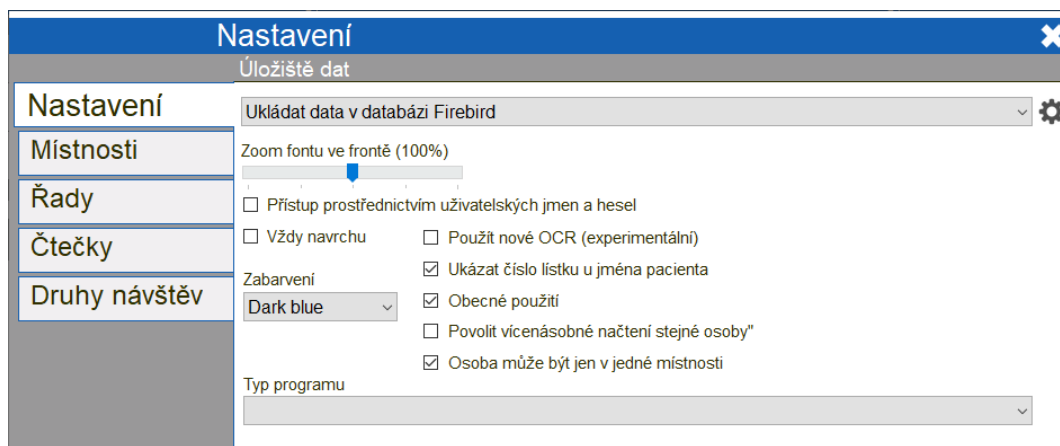 Nastavení
Úložiště dat
Nastavení
Místnosti
Řady
Čtečky
Druhy návštěv
Ukládat data v databázi Firebird
Zoom fontu ve frontě (100%)
Přístup prostřednictvím uživatelských jmen a hesel
Vždy navrchu
Použít nové OCR (experimentální)
Ukázat číslo lístku u jména pacienta
Zabarvení
Dark blue
Obecné použití
Povolit vícenásobné načtení stejné osoby"
Osoba může být jen v jedné místnosti
Typ programu